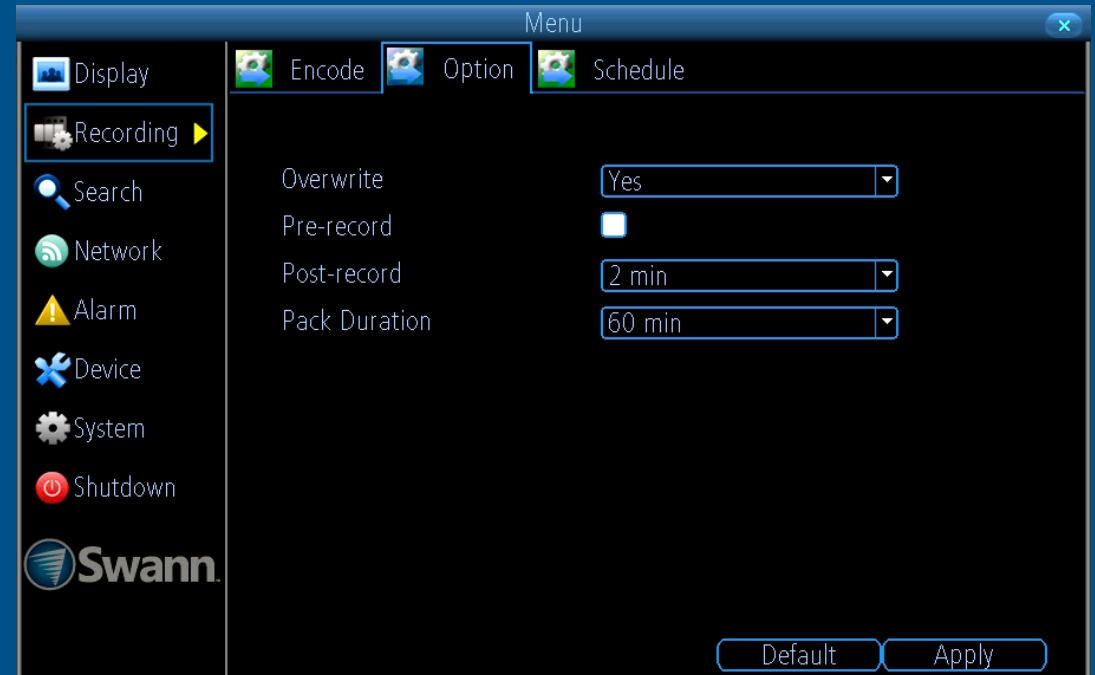 Menu
Display
Recording
Search
Network
Alarm
Device
System
Shutdown
Swann.
Encode Option Schedule
Overwrite Yes
Pre-record
Post-record 2 min
Pack Duration 60 min
Default Apply